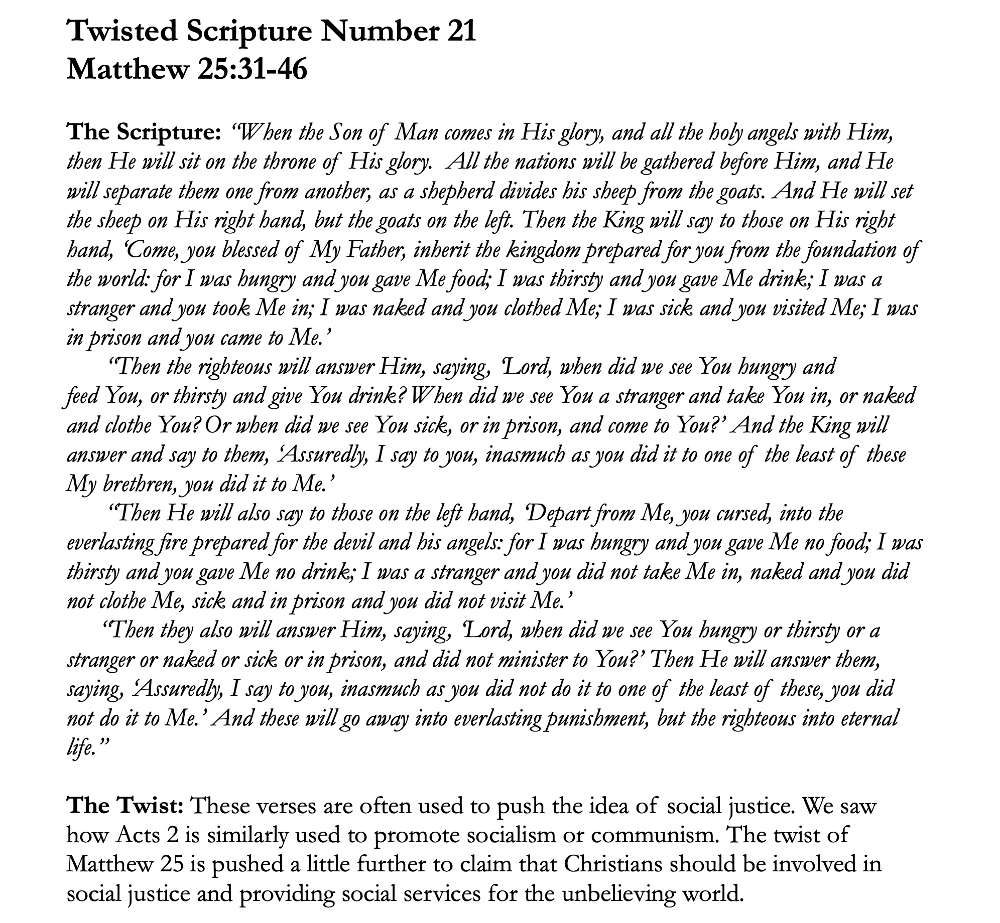 Twisted Scripture Number 21
Matthew 25:31-46
The Scripture: “When the Son of Man comes in His glory, and all the holy angels with Him,
then He will sit on the throne of His glory. All the nations will be gathered before Him, and He
will separate them one from another, as a shepherd divides his sheep from the goats. And He will set
the sheep on His right hand, but the goats on the left. Then the King will say to those on His right
hand, ‘Come, you blessed of My Father, inherit the kingdom prepared for you from the foundation of
the world: for I was hungry and you gave Me food; I was thirsty and you gave Me drink; I was a
stranger and you took Me in; I was naked and you clothed Me; I was sick and you visited Me; I was
in prison and you came to Me.’
“Then the righteous will answer Him, saying, ‘Lord, when did we see You hungry and
feed You, or thirsty and give You drink? When did we see You a stranger and take You in, or naked
and clothe You? Or when did we see You sick, or in prison, and come to You?’ And the King will
answer and say to them, ‘Assuredly, I say to you, inasmuch as you did it to one of the least of these
My brethren, you did it to Me.’
“Then He will also say to those on the left hand, ‘Depart from Me, you cursed, into the
everlasting fire prepared for the devil and his angels: for I was hungry and you gave Me no food; I was
thirsty and you gave Me no drink; I was a stranger and you did not take Me in, naked and you did
not clothe Me, sick and in prison and you did not visit Me.’
“Then they also will answer Him, saying, ‘Lord, when did we see You hungry or thirsty or a
stranger or naked or sick or in prison, and did not minister to You?’ Then He will answer them,
saying, ‘Assuredly, I say to you, inasmuch as you did not do it to one of the least of these, you did
not do it to Me.’ And these will go away into everlasting punishment, but the righteous into eternal
life.”
The Twist: These verses are often used to push the idea of social justice. We saw
how Acts 2 is similarly used to promote socialism or communism. The twist of
Matthew 25 is pushed a little further to claim that Christians should be involved in
social justice and providing social services for the unbelieving world.